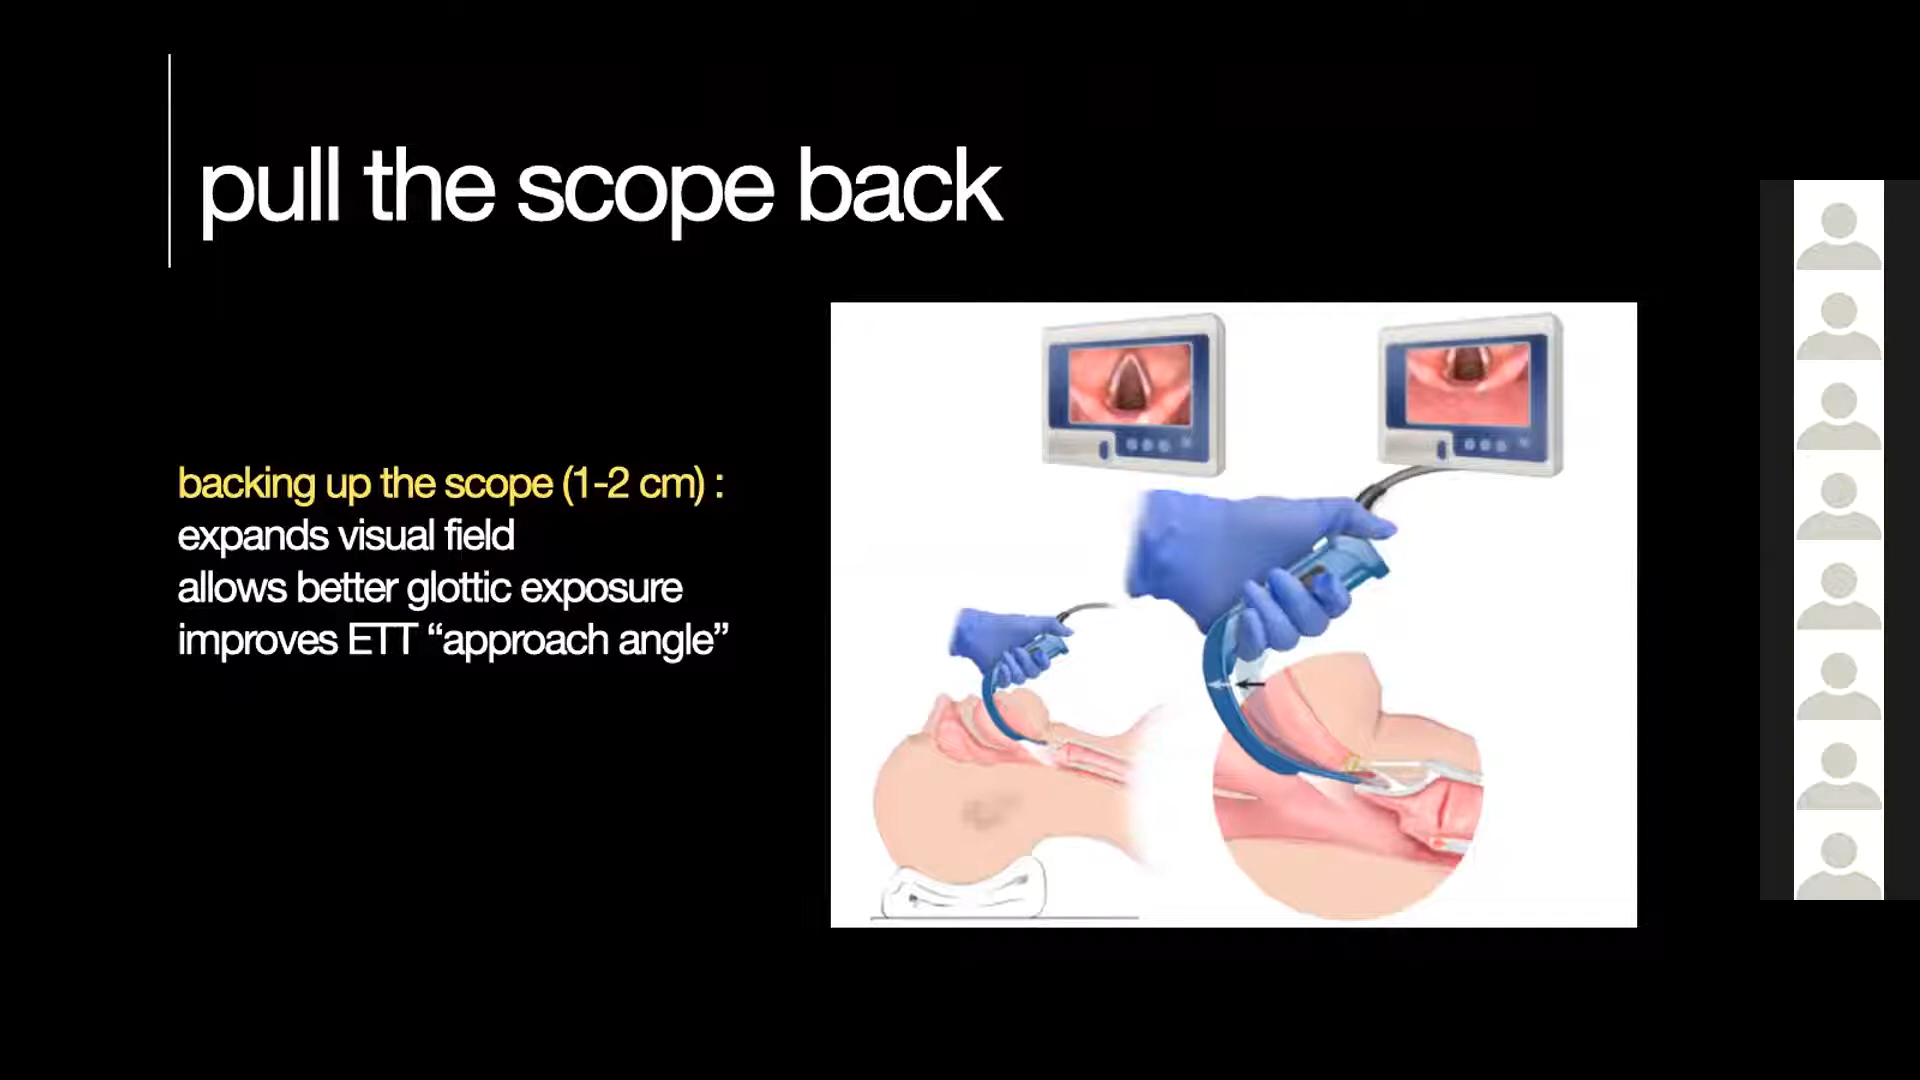 pull the scope back
backing up the scope (1-2 cm) :
expands visual field
allows better glottic exposure
improves ETT “approach angle”